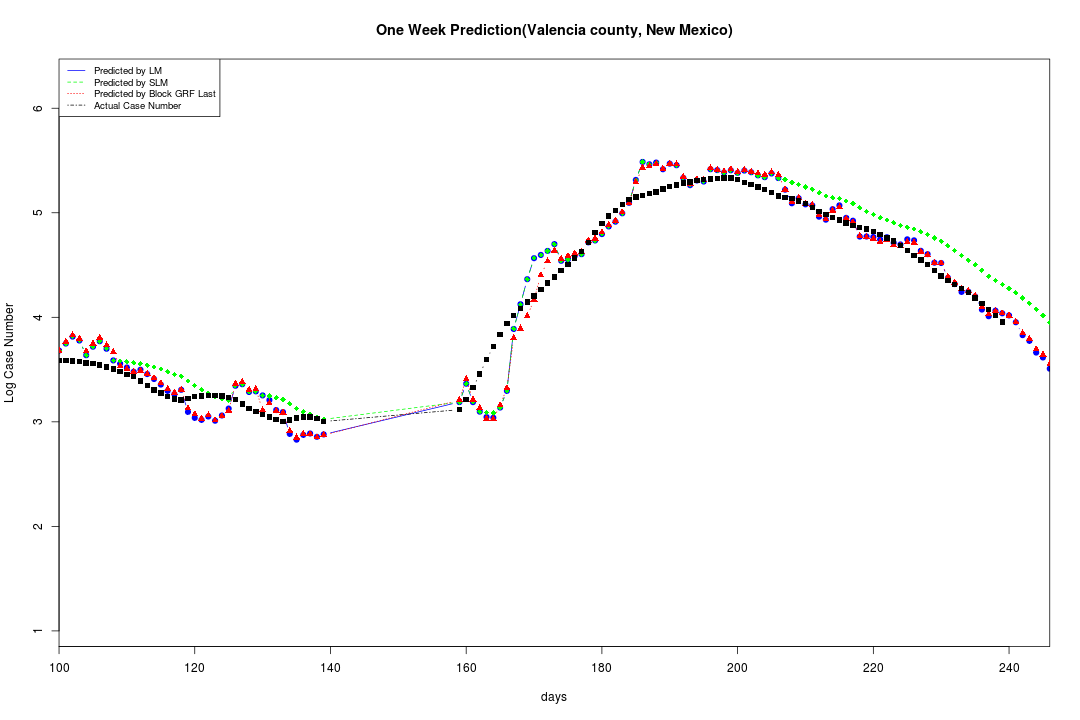 One Week Prediction(Valencia county, New Mexico)
Predicted by LM
Predicted by SLM
Predicted by Block GRF Last
Actual Case Number
6
5
4
3
2
1
Log Case Number
100 120 140 160 180 200 220 240
days